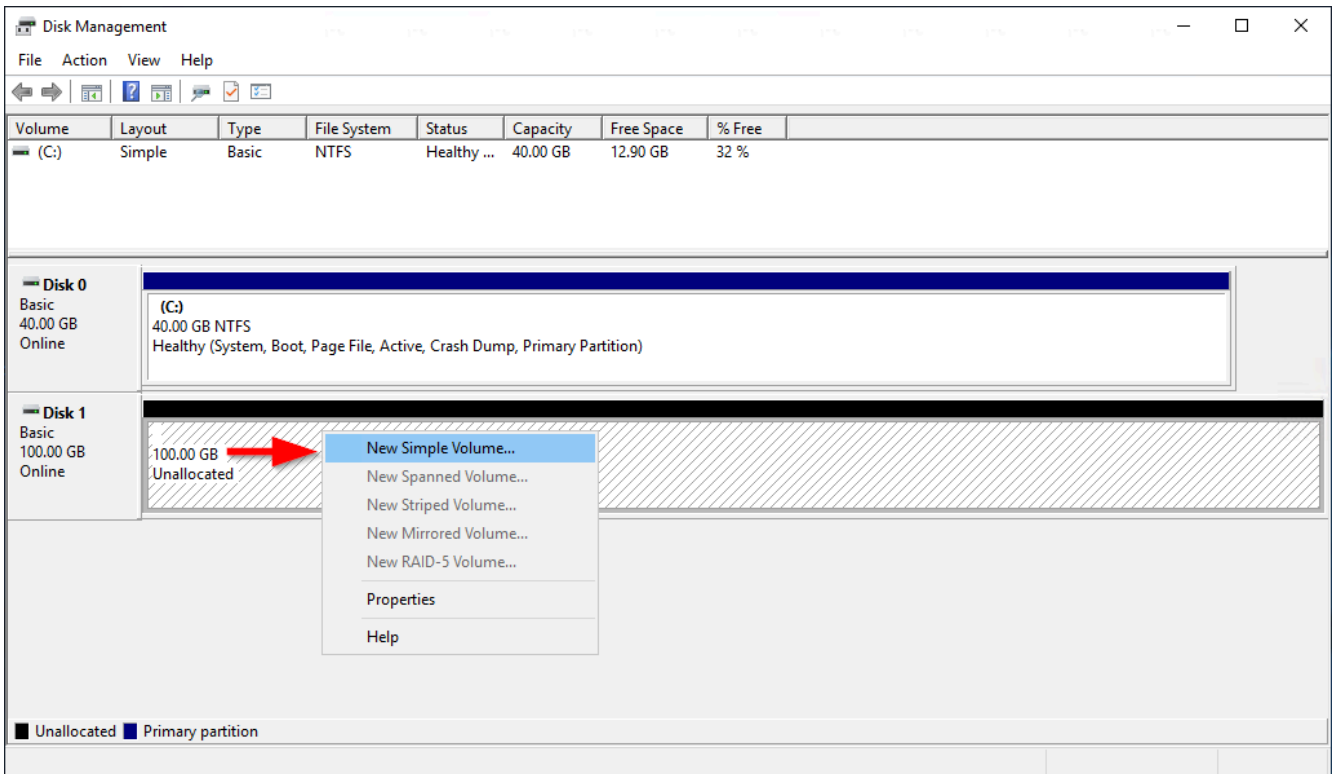 Disk Management
File Action View Help
Volume Layout Type File System Status Capacity Free Space % Free
(C:) Simple Basic NTFS Healthy ... 40.00 GB 12.90 GB 32 %
Disk 0
Basic
40.00 GB
Online
(C:)
40.00 GB NTFS
Healthy (System, Boot, Page File, Active, Crash Dump, Primary Partition)
Disk 1
Basic
100.00 GB
Online
100.00 GB
Unallocated
New Simple Volume...
New Spanned Volume...
New Striped Volume...
New Mirrored Volume...
New RAID-5 Volume...
Properties
Help
Unallocated Primary partition